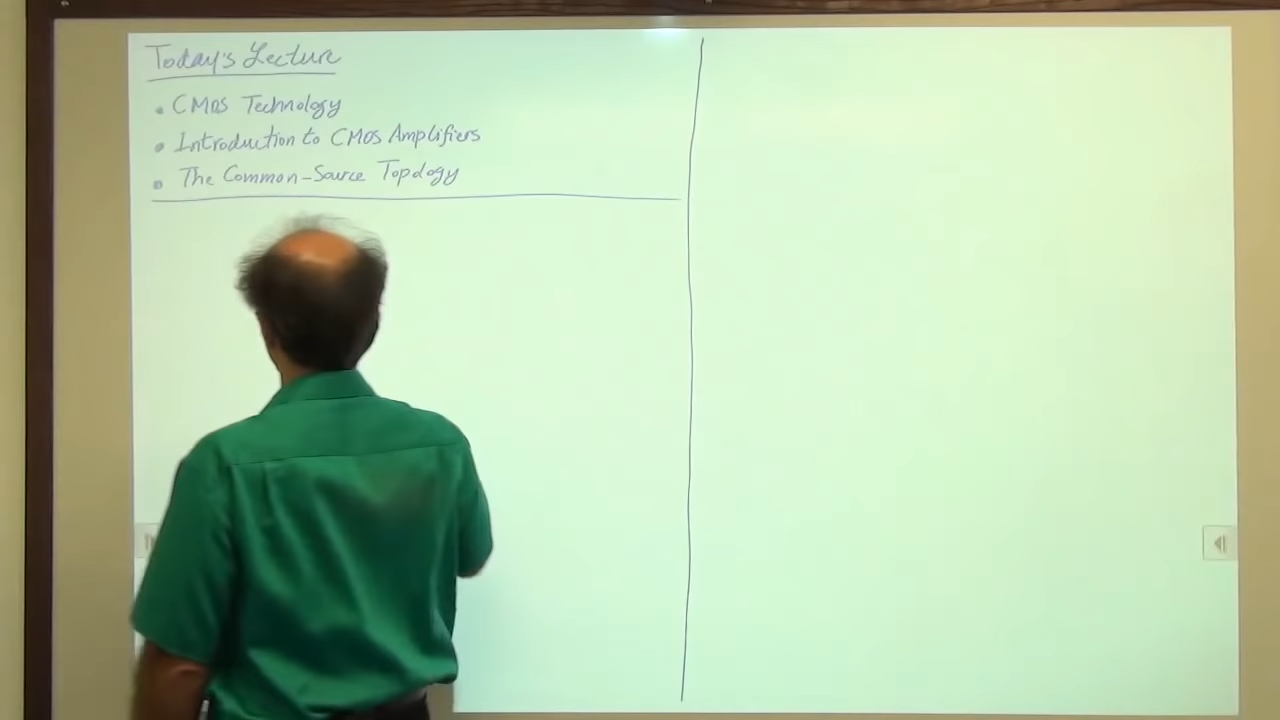 Today's Lecture
• CMOS Technology
• Introduction to CMOS Amplifiers
• The Common-Source Topology